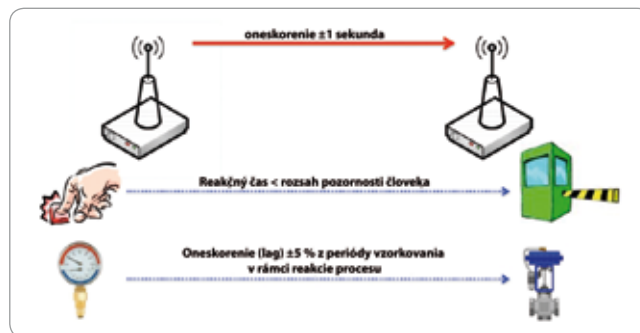 oneskorenie ±1 sekunda
Reakčný čas < rozsah pozornosti človeka
Oneskorenie (lag) ±5 % z periódy vzorkovania
v rámci reakcie procesu